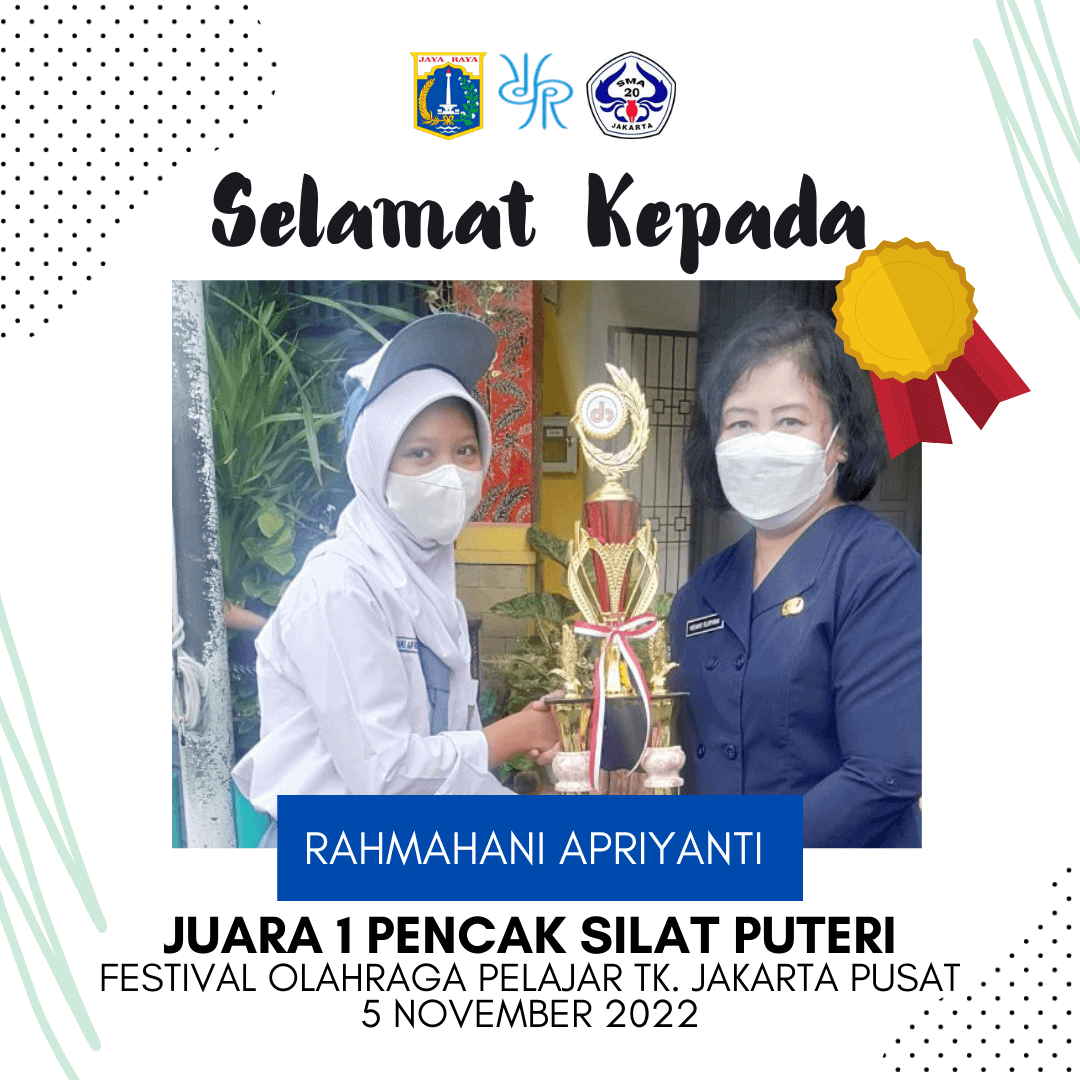 JAYA RAYA
SMA
20
JAKARTA
Selamat Kepada
RAHMAHANI APRIYANTI
JUARA 1 PENCAK SILAT PUTERI
FESTIVAL OLAHRAGA PELAJAR TK. JAKARTA PUSAT
5 NOVEMBER 2022